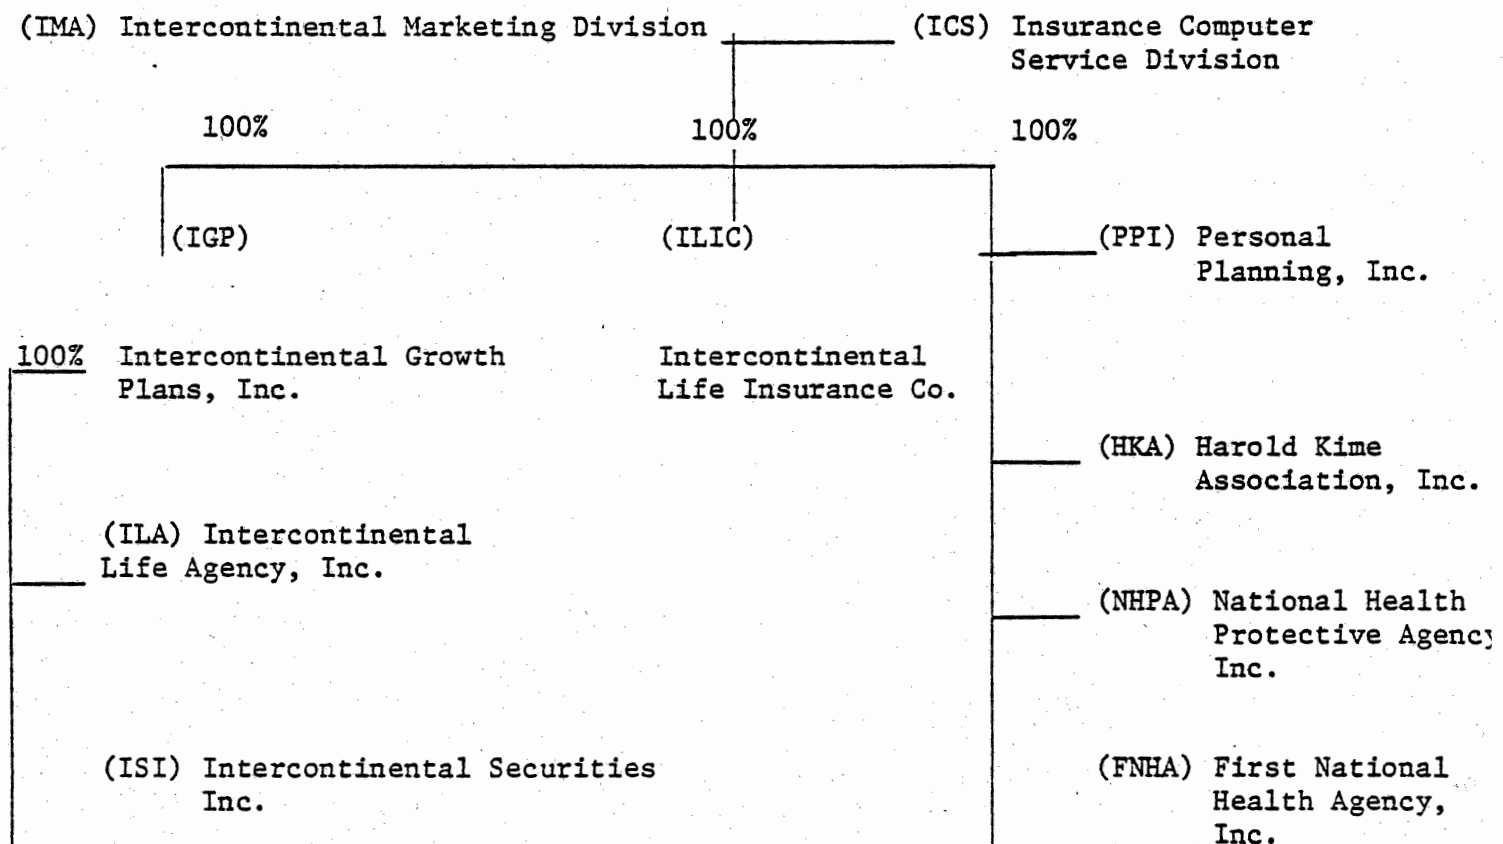 (IMA) Intercontinental Marketing Division
(ICS) Insurance Computer
Service Division
100%
100%
100%
(IGP)
(ILIC)
(PPI) Personal
Planning, Inc.
100% Intercontinental Growth
Plans, Inc.
Intercontinental
Life Insurance Co.
(HKA) Harold Kime
Association, Inc.
(ILA) Intercontinental
Life Agency, Inc.
(NHPA) National Health
Protective Agency
Inc.
(ISI) Intercontinental Securities
Inc.
(FNHA) First National
Health Agency,
Inc.